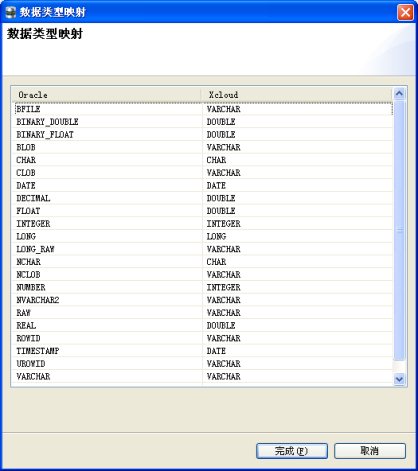 数据类型映射
数据类型映射
Oracle Xcloud
BFILE VARCHAR
BINARY_DOUBLE DOUBLE
BINARY_FLOAT DOUBLE
BLOB VARCHAR
CHAR CHAR
CLOB VARCHAR
DATE DATE
DECIMAL DOUBLE
FLOAT DOUBLE
INTEGER INTEGER
LONG LONG
LONG_RAW VARCHAR
NCHAR CHAR
NCLOB VARCHAR
NUMBER INTEGER
NVARCHAR2 VARCHAR
RAW VARCHAR
REAL DOUBLE
ROWID VARCHAR
TIMESTAMP DATE
UROWID VARCHAR
VARCHAR VARCHAR
完成(F) 取消